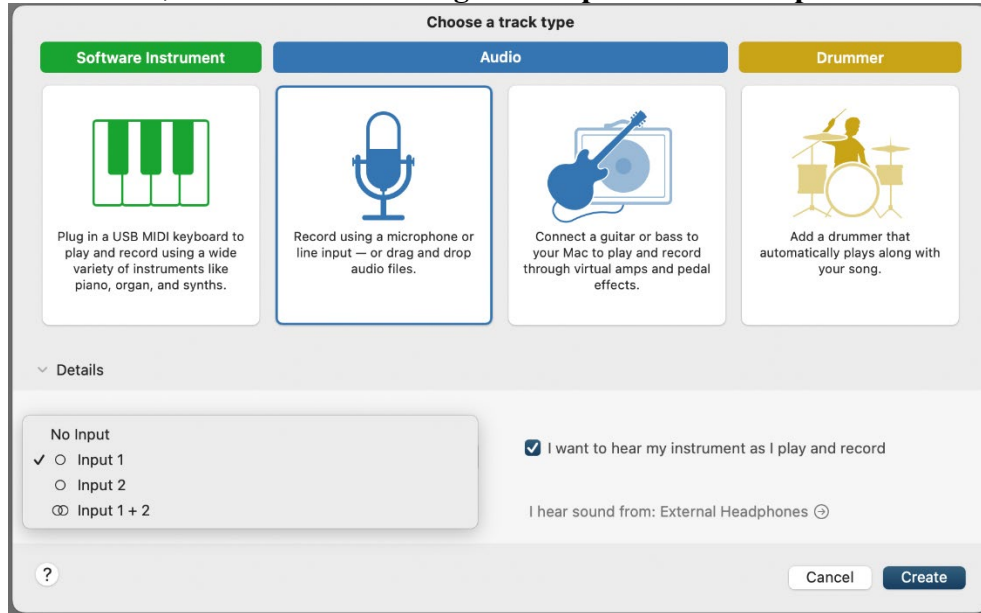 Choose a track type
Software Instrument
Audio
Drummer
Plug in a USB MIDI keyboard to
play and record using a wide
variety of instruments like
piano, organ, and synths.
Record using a microphone or
line input — or drag and drop
audio files.
Connect a guitar or bass to
your Mac to play and record
through virtual amps and pedal
effects.
Add a drummer that
automatically plays along with
your song.
Details
No Input
Input 1
Input 2
Input 1 + 2
I want to hear my instrument as I play and record
I hear sound from: External Headphones
?
Cancel
Create